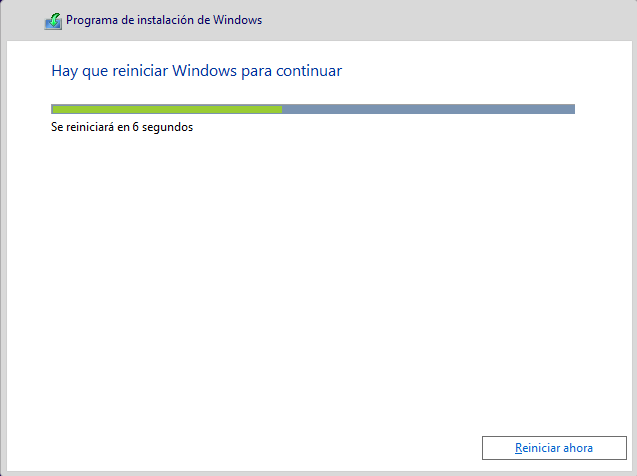 Programa de instalación de Windows
Hay que reiniciar Windows para continuar
Se reiniciará en 6 segundos
Reiniciar ahora